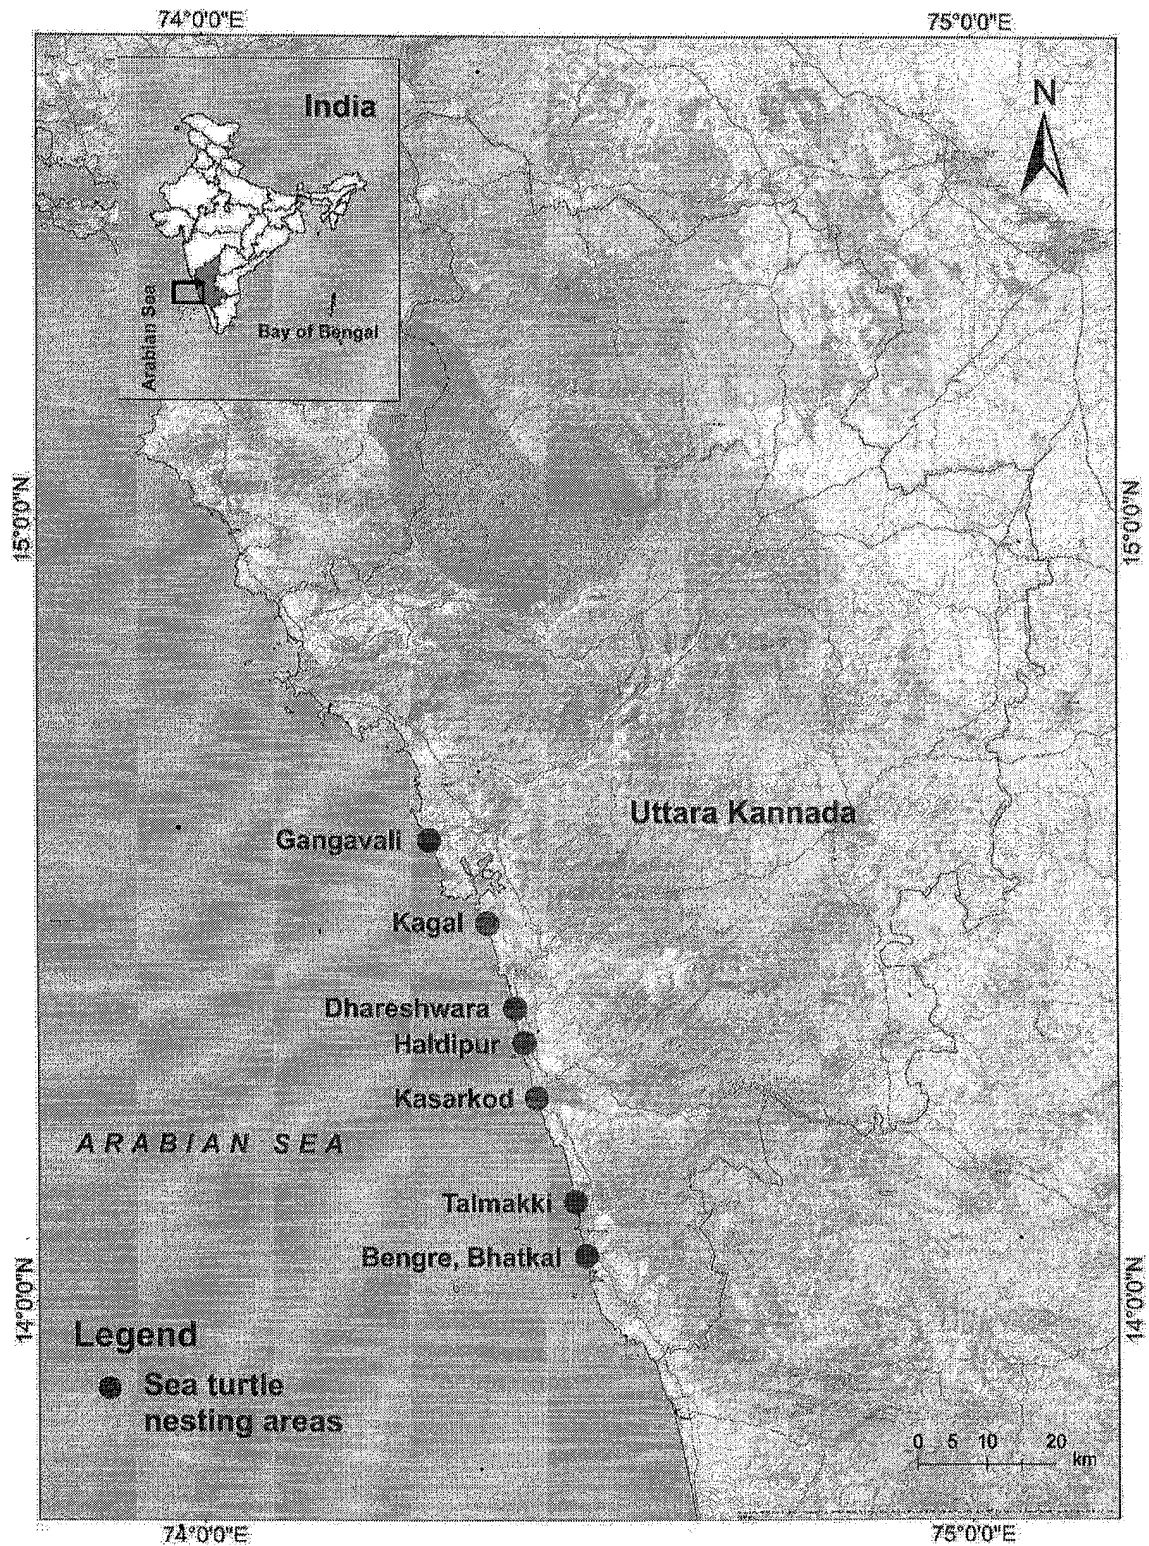 74°0'0"E
75°0'0"E
India
N
Arabian Sea
Bay of Bengal
15°0'0"N
15°0'0"N
Uttara Kannada
Gangavali
Kagal
Dhareshwara
Haldipur
Kasarkod
ARABIAN SEA
Talmakki
Bengre, Bhatkal
14°0'0"N
14°0'0"N
Legend
Sea turtle
nesting areas
0 5 10 20
km
74°0'0"E
75°0'0"E